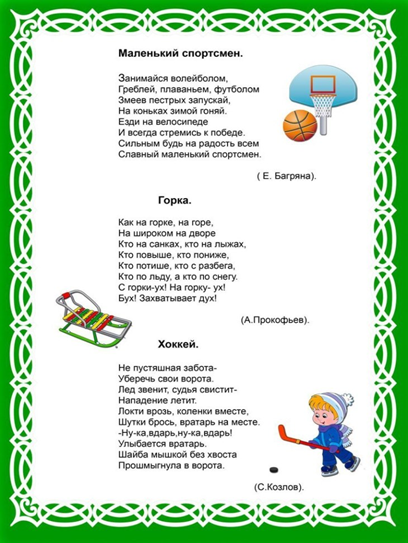 Маленький спортсмен.
Занимайся волейболом,
Греблей, плаваньем, футболом
Змеев пестрых запускай,
На коньках зимой гоняй.
Езди на велосипеде
И всегда стремись к победе.
Сильным будь на радость всем
Славный маленький спортсмен.
( Е. Багряна).
Горка.
Как на горке, на горе,
На широком на дворе
Кто на санках, кто на лыжах,
Кто повыше, кто пониже,
Кто потише, кто с разбега,
Кто по льду, а кто по снегу.
С горки-ух! На горку- ух!
Бух! Захватывает дух!
(А.Прокофьев).
Хоккей.
Не пустяшная забота-
Уберечь свои ворота.
Лед звенит, судья свистит-
Нападение летит.
Локти врозь, коленки вместе,
Шутки брось, вратарь на месте.
-Ну-ка,вдарь,ну-ка,вдарь!
Улыбается вратарь.
Шайба мышкой без хвоста
Прошмыгнула в ворота.
(С.Козлов).